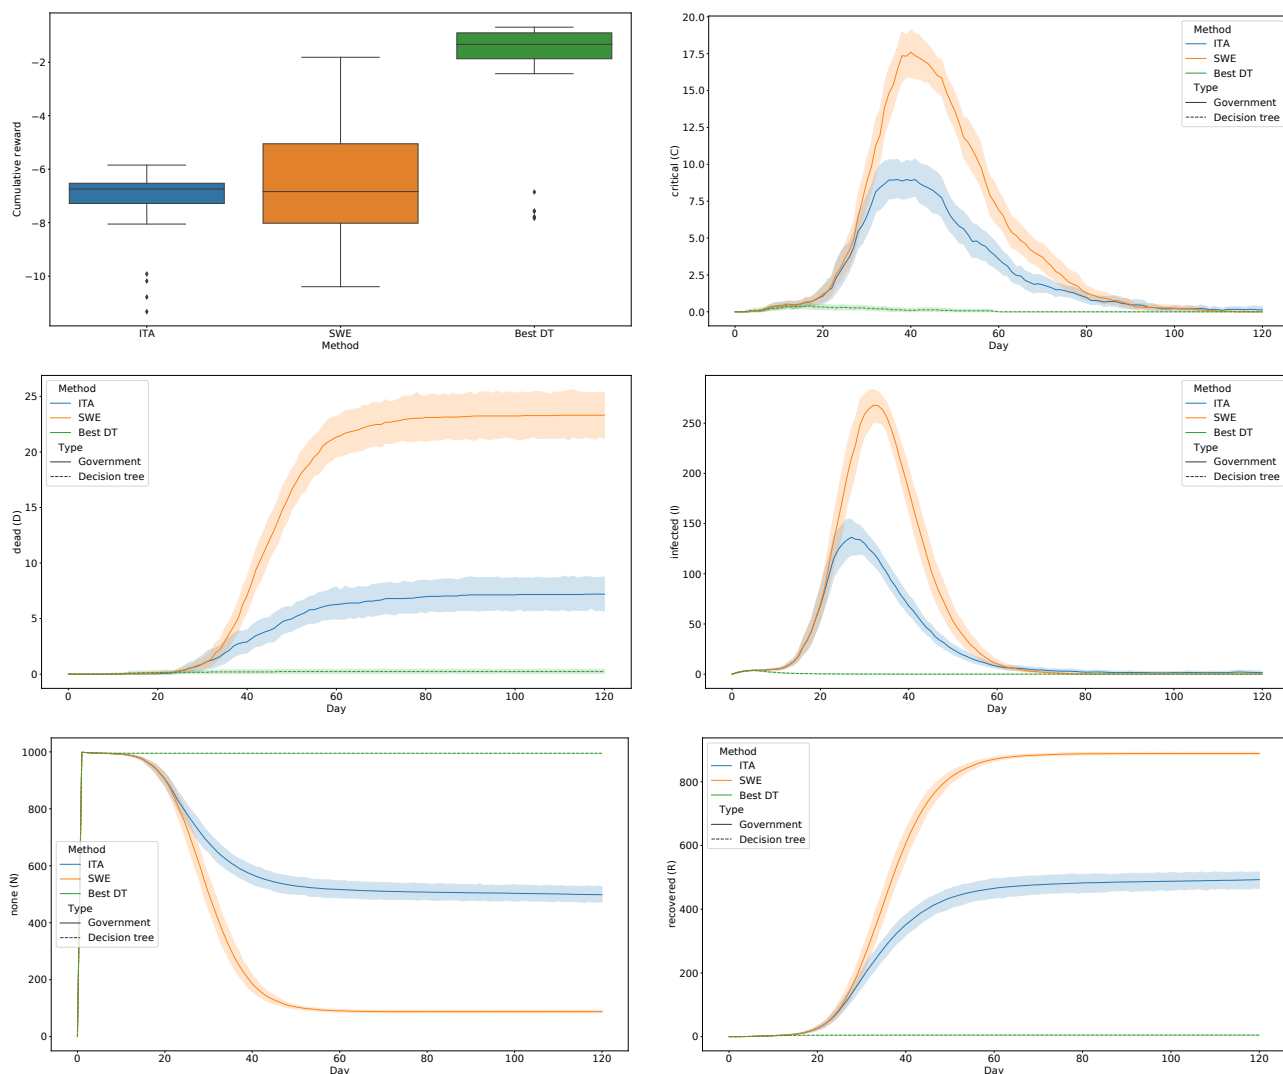 −2
−4
−6
−8
−10
Cumulative reward
ITA
SWE
Best DT
Method
20.0
17.5
15.0
12.5
10.0
7.5
5.0
2.5
0.0
critical (C)
0
20
40
60
80
100
120
Day
Method
ITA
SWE
Best DT
Type
Government
Decision tree
25
20
15
10
5
0
dead (D)
0
20
40
60
80
100
120
Day
Method
ITA
SWE
Best DT
Type
Government
Decision tree
250
200
150
100
50
0
infected (I)
0
20
40
60
80
100
120
Day
Method
ITA
SWE
Best DT
Type
Government
Decision tree
1000
800
600
400
200
0
none (N)
0
20
40
60
80
100
120
Day
Method
ITA
SWE
Best DT
Type
Government
Decision tree
800
600
400
200
0
recovered (R)
0
20
40
60
80
100
120
Day
Method
ITA
SWE
Best DT
Type
Government
Decision tree